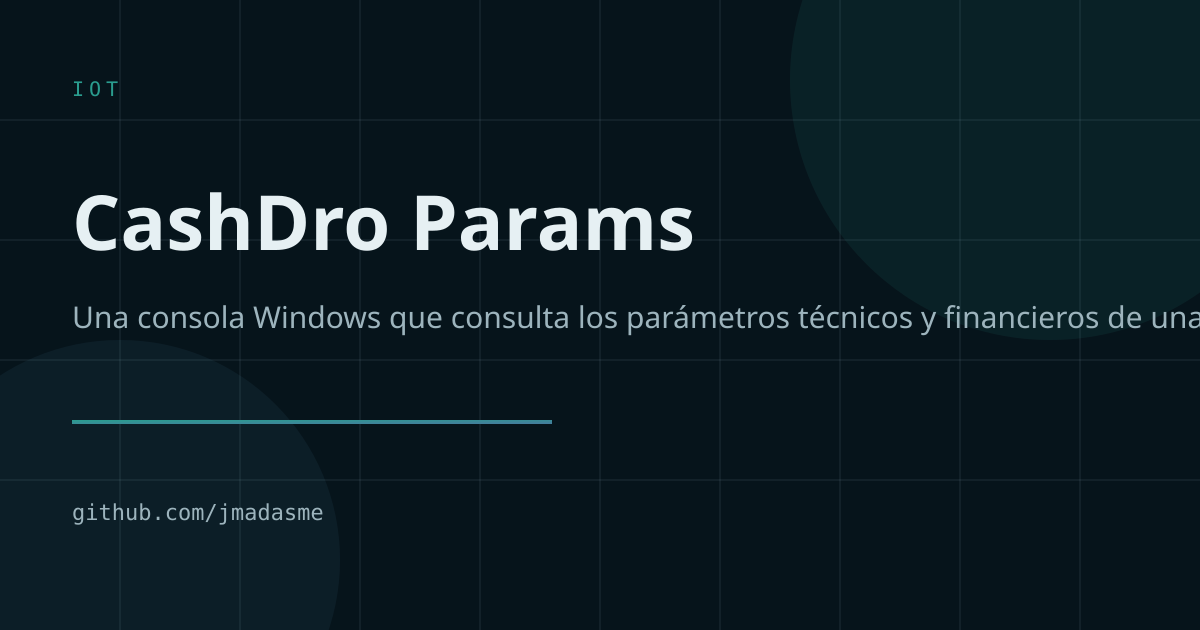 IOT
CashDro Params
Una consola Windows que consulta los parámetros técnicos y financieros de una
github.com/jmadasme